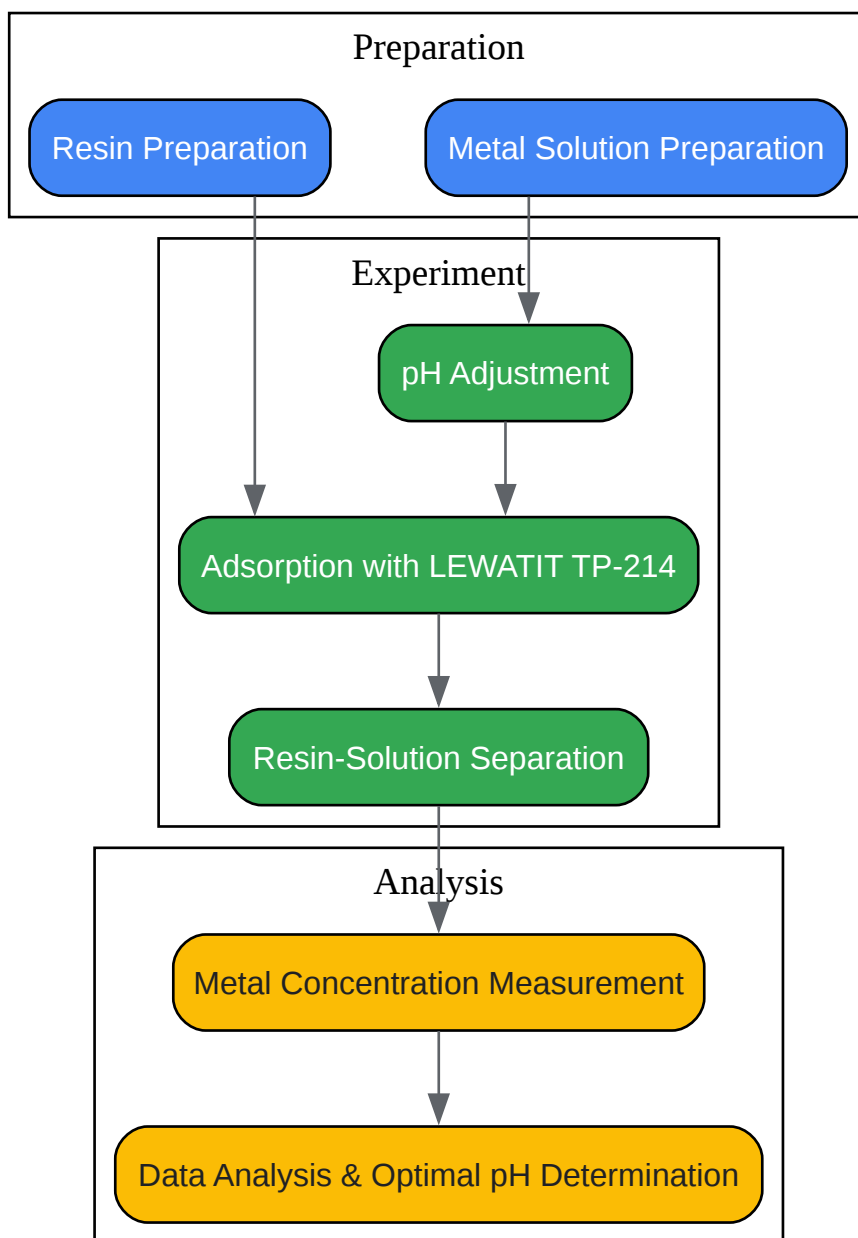 Preparation
Resin Preparation
Metal Solution Preparation
Experiment
pH Adjustment
Adsorption with LEWATIT TP-214
Resin-Solution Separation
Analysis
Metal Concentration Measurement
Data Analysis & Optimal pH Determination